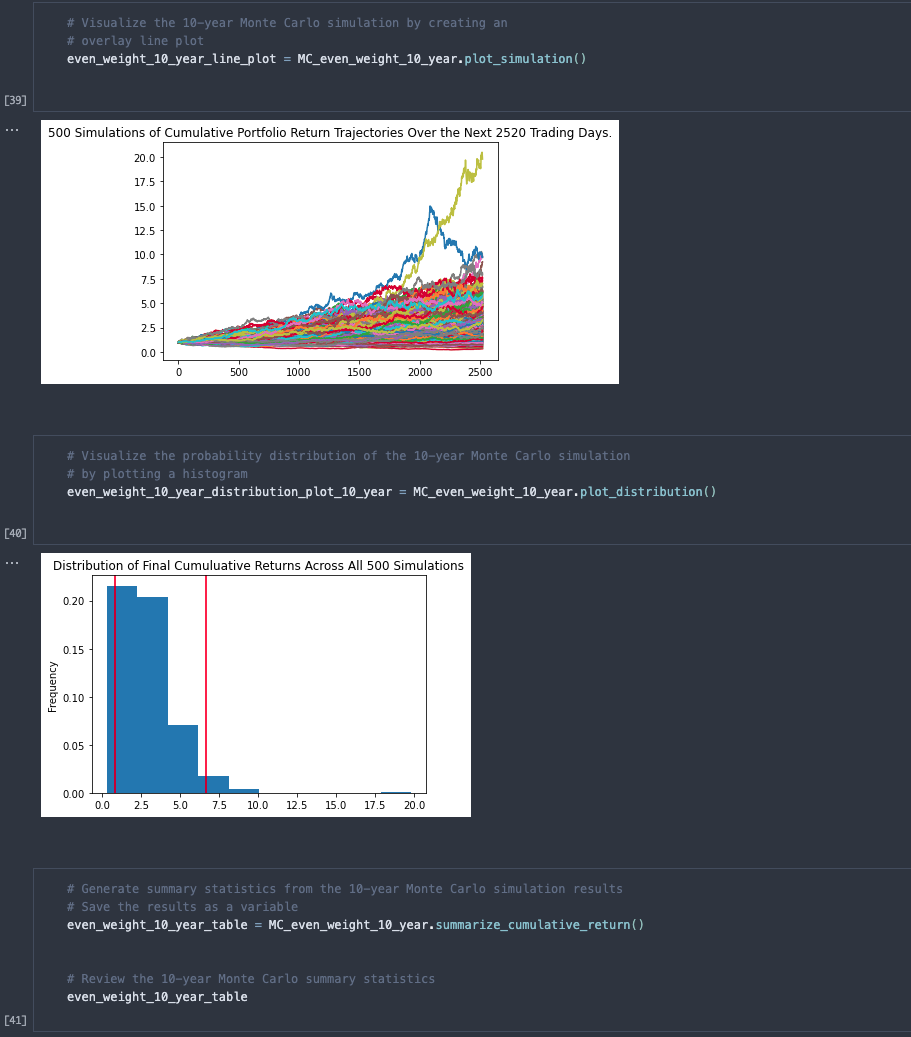 # Visualize the 10-year Monte Carlo simulation by creating an
# overlay line plot
even_weight_10_year_line_plot = MC_even_weight_10_year.plot_simulation()
[39]
...
500 Simulations of Cumulative Portfolio Return Trajectories Over the Next 2520 Trading Days.
20.0
17.5
15.0
12.5
10.0
7.5
5.0
2.5
0.0
0 500 1000 1500 2000 2500
# Visualize the probability distribution of the 10-year Monte Carlo simulation
# by plotting a histogram
even_weight_10_year_distribution_plot_10_year = MC_even_weight_10_year.plot_distribution()
[40]
...
Distribution of Final Cumuluative Returns Across All 500 Simulations
Frequency
0.20
0.15
0.10
0.05
0.00
0.0 2.5 5.0 7.5 10.0 12.5 15.0 17.5 20.0
# Generate summary statistics from the 10-year Monte Carlo simulation results
# Save the results as a variable
even_weight_10_year_table = MC_even_weight_10_year.summarize_cumulative_return()
# Review the 10-year Monte Carlo summary statistics
even_weight_10_year_table
[41]